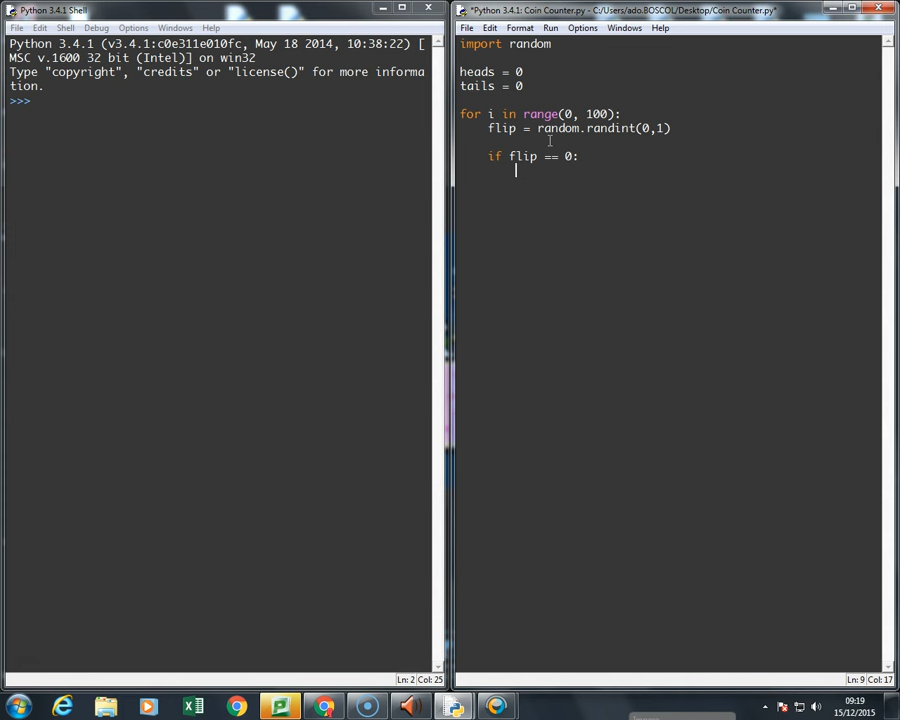 Python 3.4.1 Shell
File Edit Shell Debug Options Windows Help
Python 3.4.1 (v3.4.1:c0e311e010fc, May 18 2014, 10:38:22) [
MSC v.1600 32 bit (Intel)] on win32
Type "copyright", "credits" or "license()" for more informa
tion.
>>>
Ln: 2 Col: 25
*Python 3.4.1: Coin Counter.py - C:/Users/ado.BOSCOL/Desktop/Coin Counter.py*
File Edit Format Run Options Windows Help
import random
heads = 0
tails = 0
for i in range(0, 100):
    flip = random.randint(0,1)
    if flip == 0:
Ln: 9 Col: 17
09:19
15/12/2015